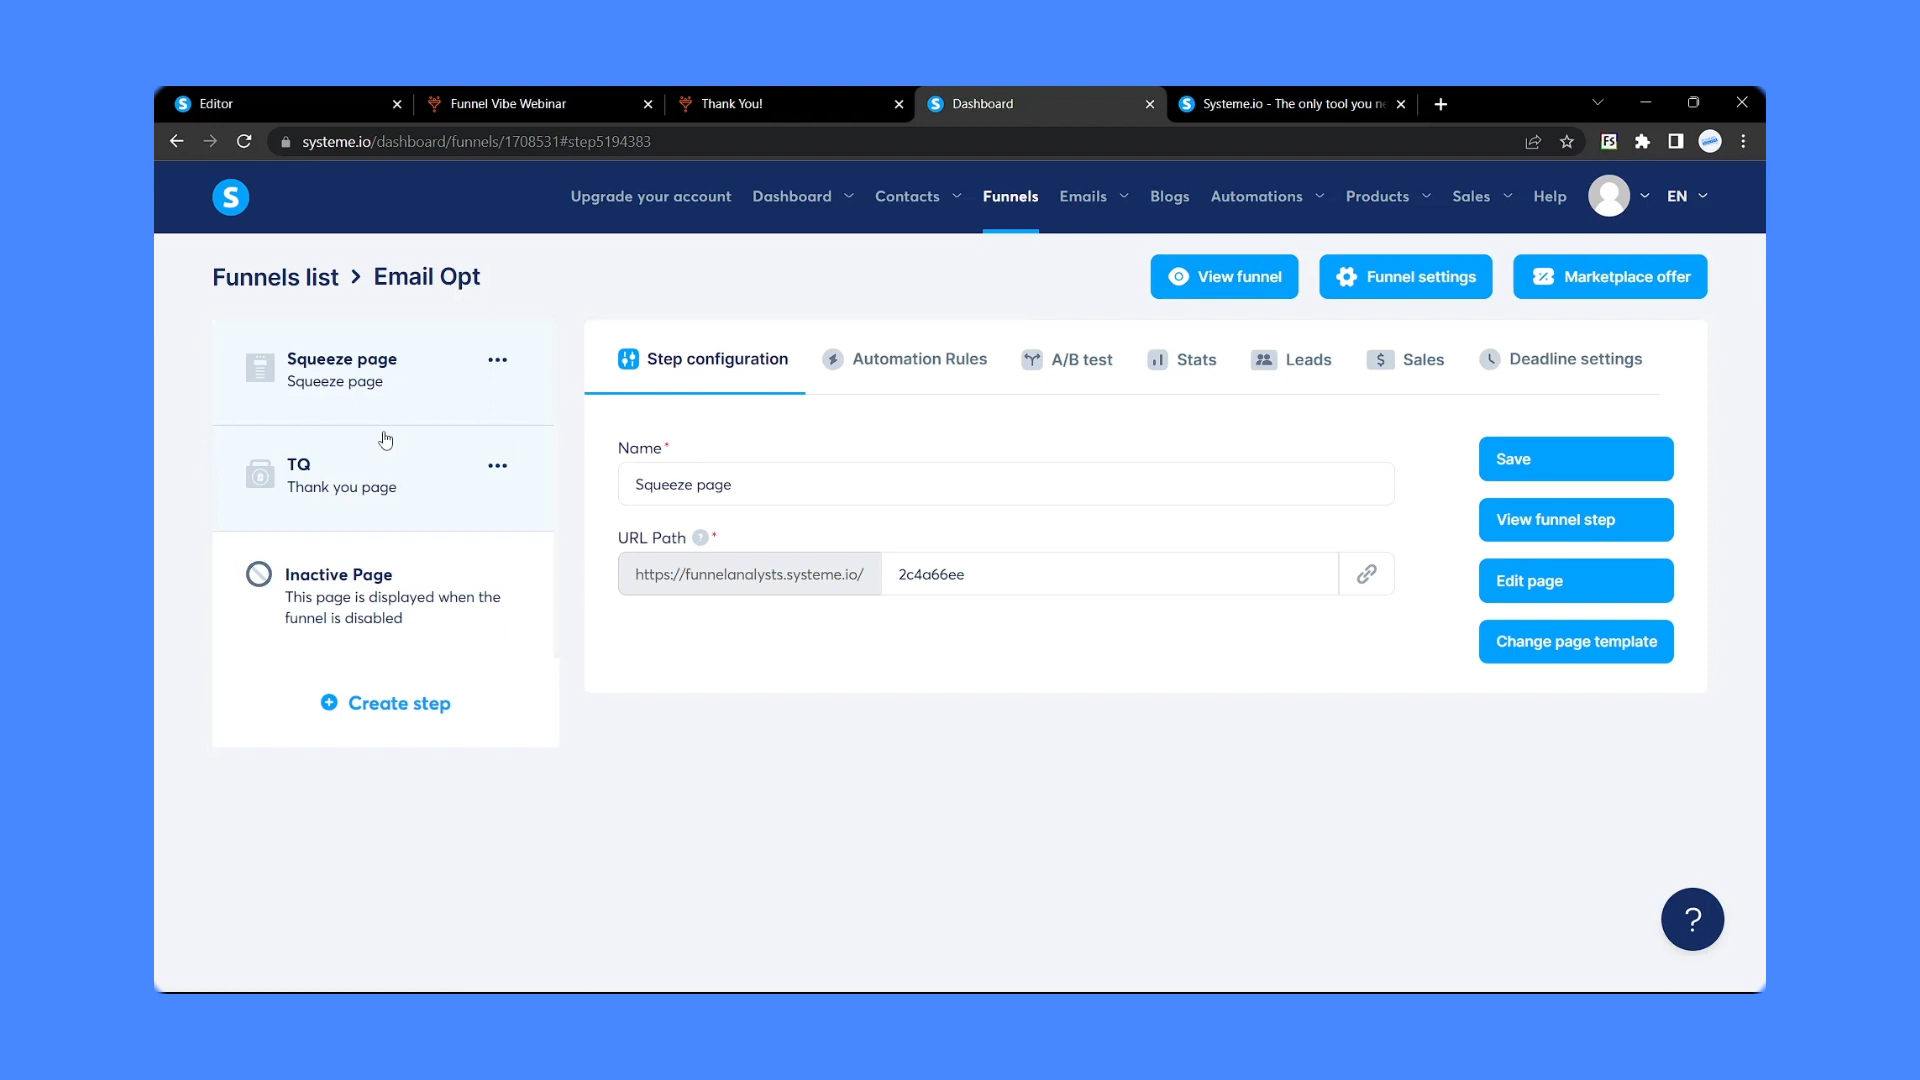 Editor
Funnel Vibe Webinar
Thank You!
Dashboard
Systeme.io - The only tool you ne
systeme.io/dashboard/funnels/1708531#step5194383
FS
S
Upgrade your account
Dashboard
Contacts
Funnels
Emails
Blogs
Automations
Products
Sales
Help
EN
Funnels list > Email Opt
View funnel
Funnel settings
Marketplace offer
Squeeze page
Squeeze page
TQ
Thank you page
Inactive Page
This page is displayed when the
funnel is disabled
Create step
Step configuration
Automation Rules
A/B test
Stats
Leads
Sales
Deadline settings
Name*
Squeeze page
URL Path ? *
https://funnelanalysts.systeme.io/
2c4a66ee
Save
View funnel step
Edit page
Change page template
?